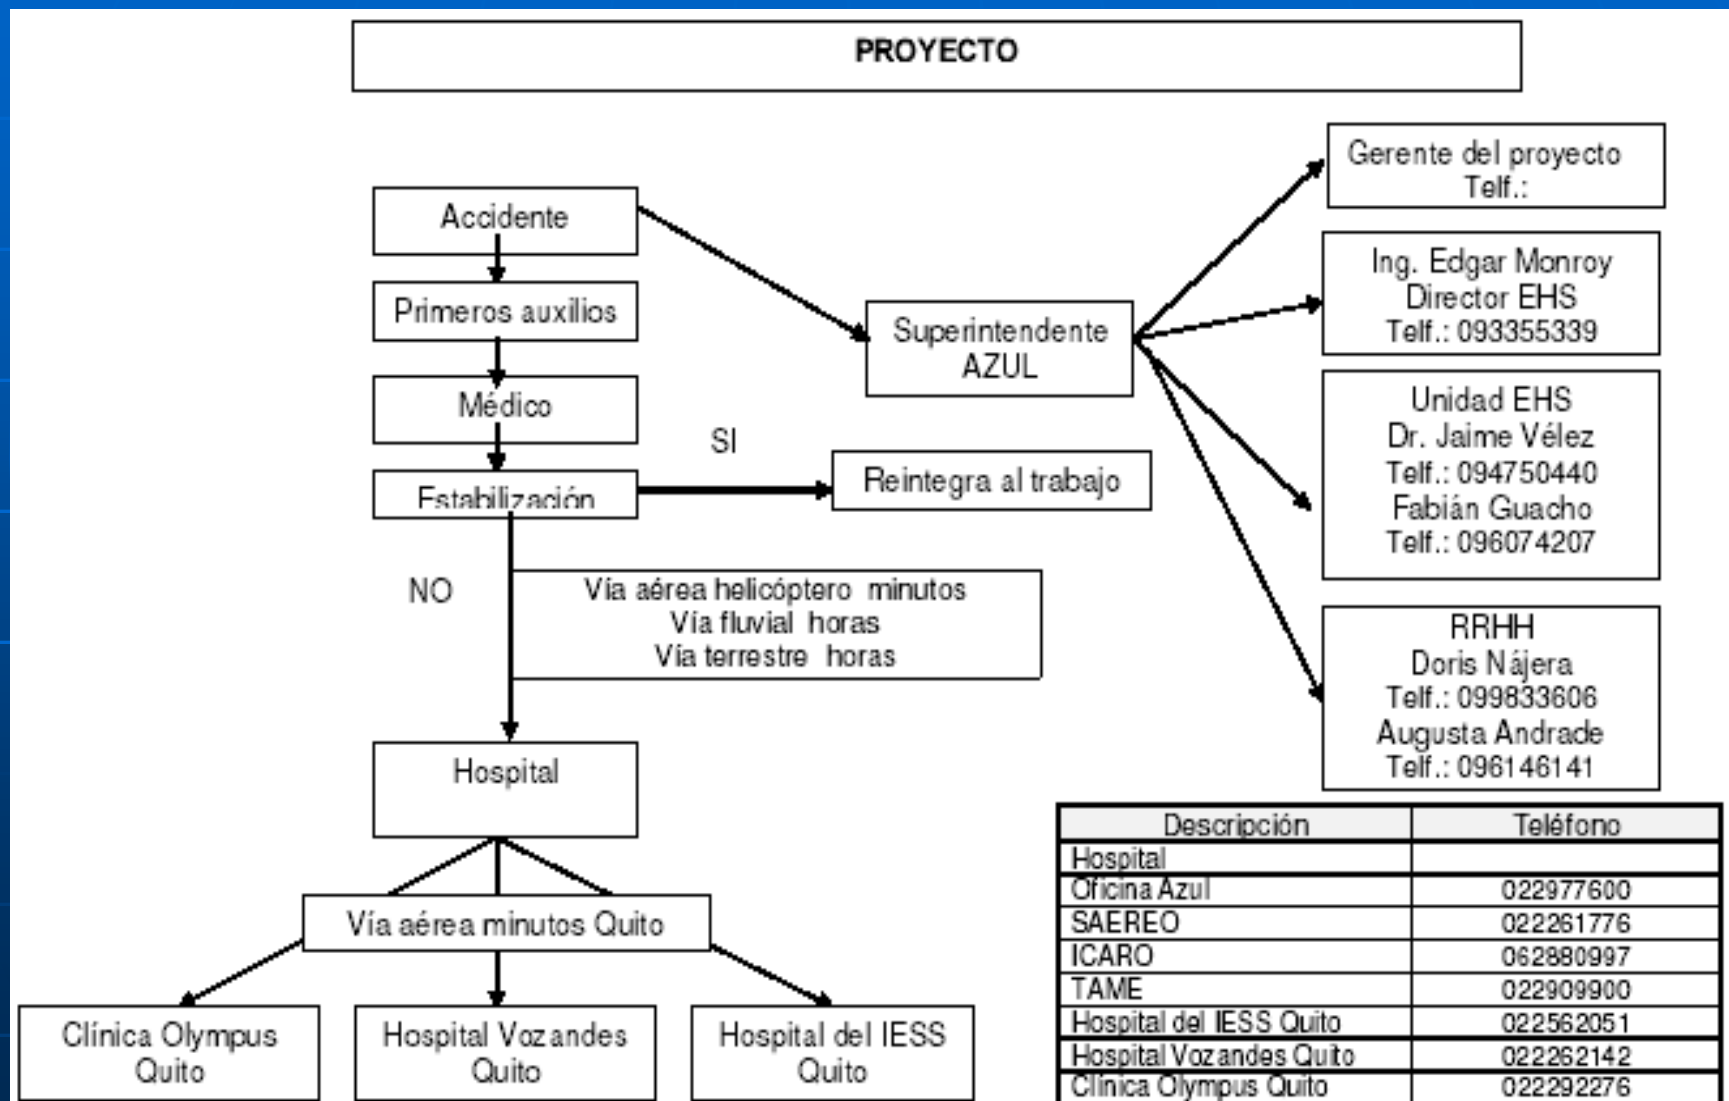 PROYECTO
Accidente
Primeros auxilios
Médico
Estabilización
SI
Reintegra al trabajo
NO
Vía aérea helicóptero minutos
Vía fluvial horas
Vía terrestre horas
Hospital
Vía aérea minutos Quito
Clínica Olympus
Quito
Hospital Vozandes
Quito
Hospital del IESS
Quito
Superintendente
AZUL
Gerente del proyecto
Telf.:
Ing. Edgar Monroy
Director EHS
Telf.: 093355339
Unidad EHS
Dr. Jaime Vélez
Telf.: 094750440
Fabián Guacho
Telf.: 096074207
RRHH
Doris Nájera
Telf.: 099833606
Augusta Andrade
Telf.: 096146141
Descripción Teléfono
Hospital
Oficina Azul 022977600
SAEREO 022261776
ICARO 062880997
TAME 022909900
Hospital del IESS Quito 022562051
Hospital Vozandes Quito 022262142
Clínica Olympus Quito 022292276